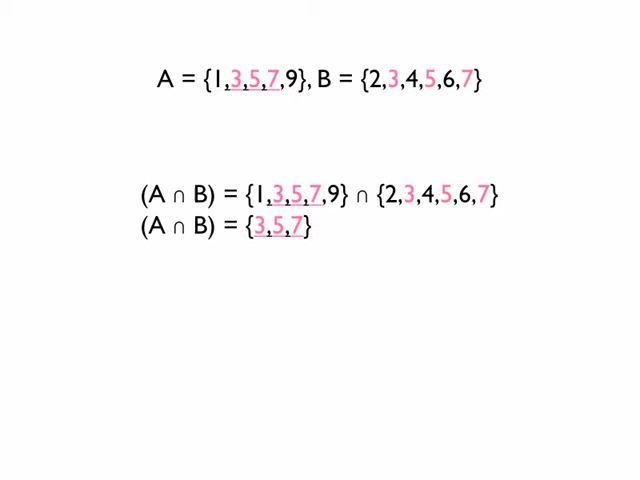 A = {1,3,5,7,9}, B = {2,3,4,5,6,7}
(A ∩ B) = {1,3,5,7,9} ∩ {2,3,4,5,6,7}
(A ∩ B) = {3,5,7}